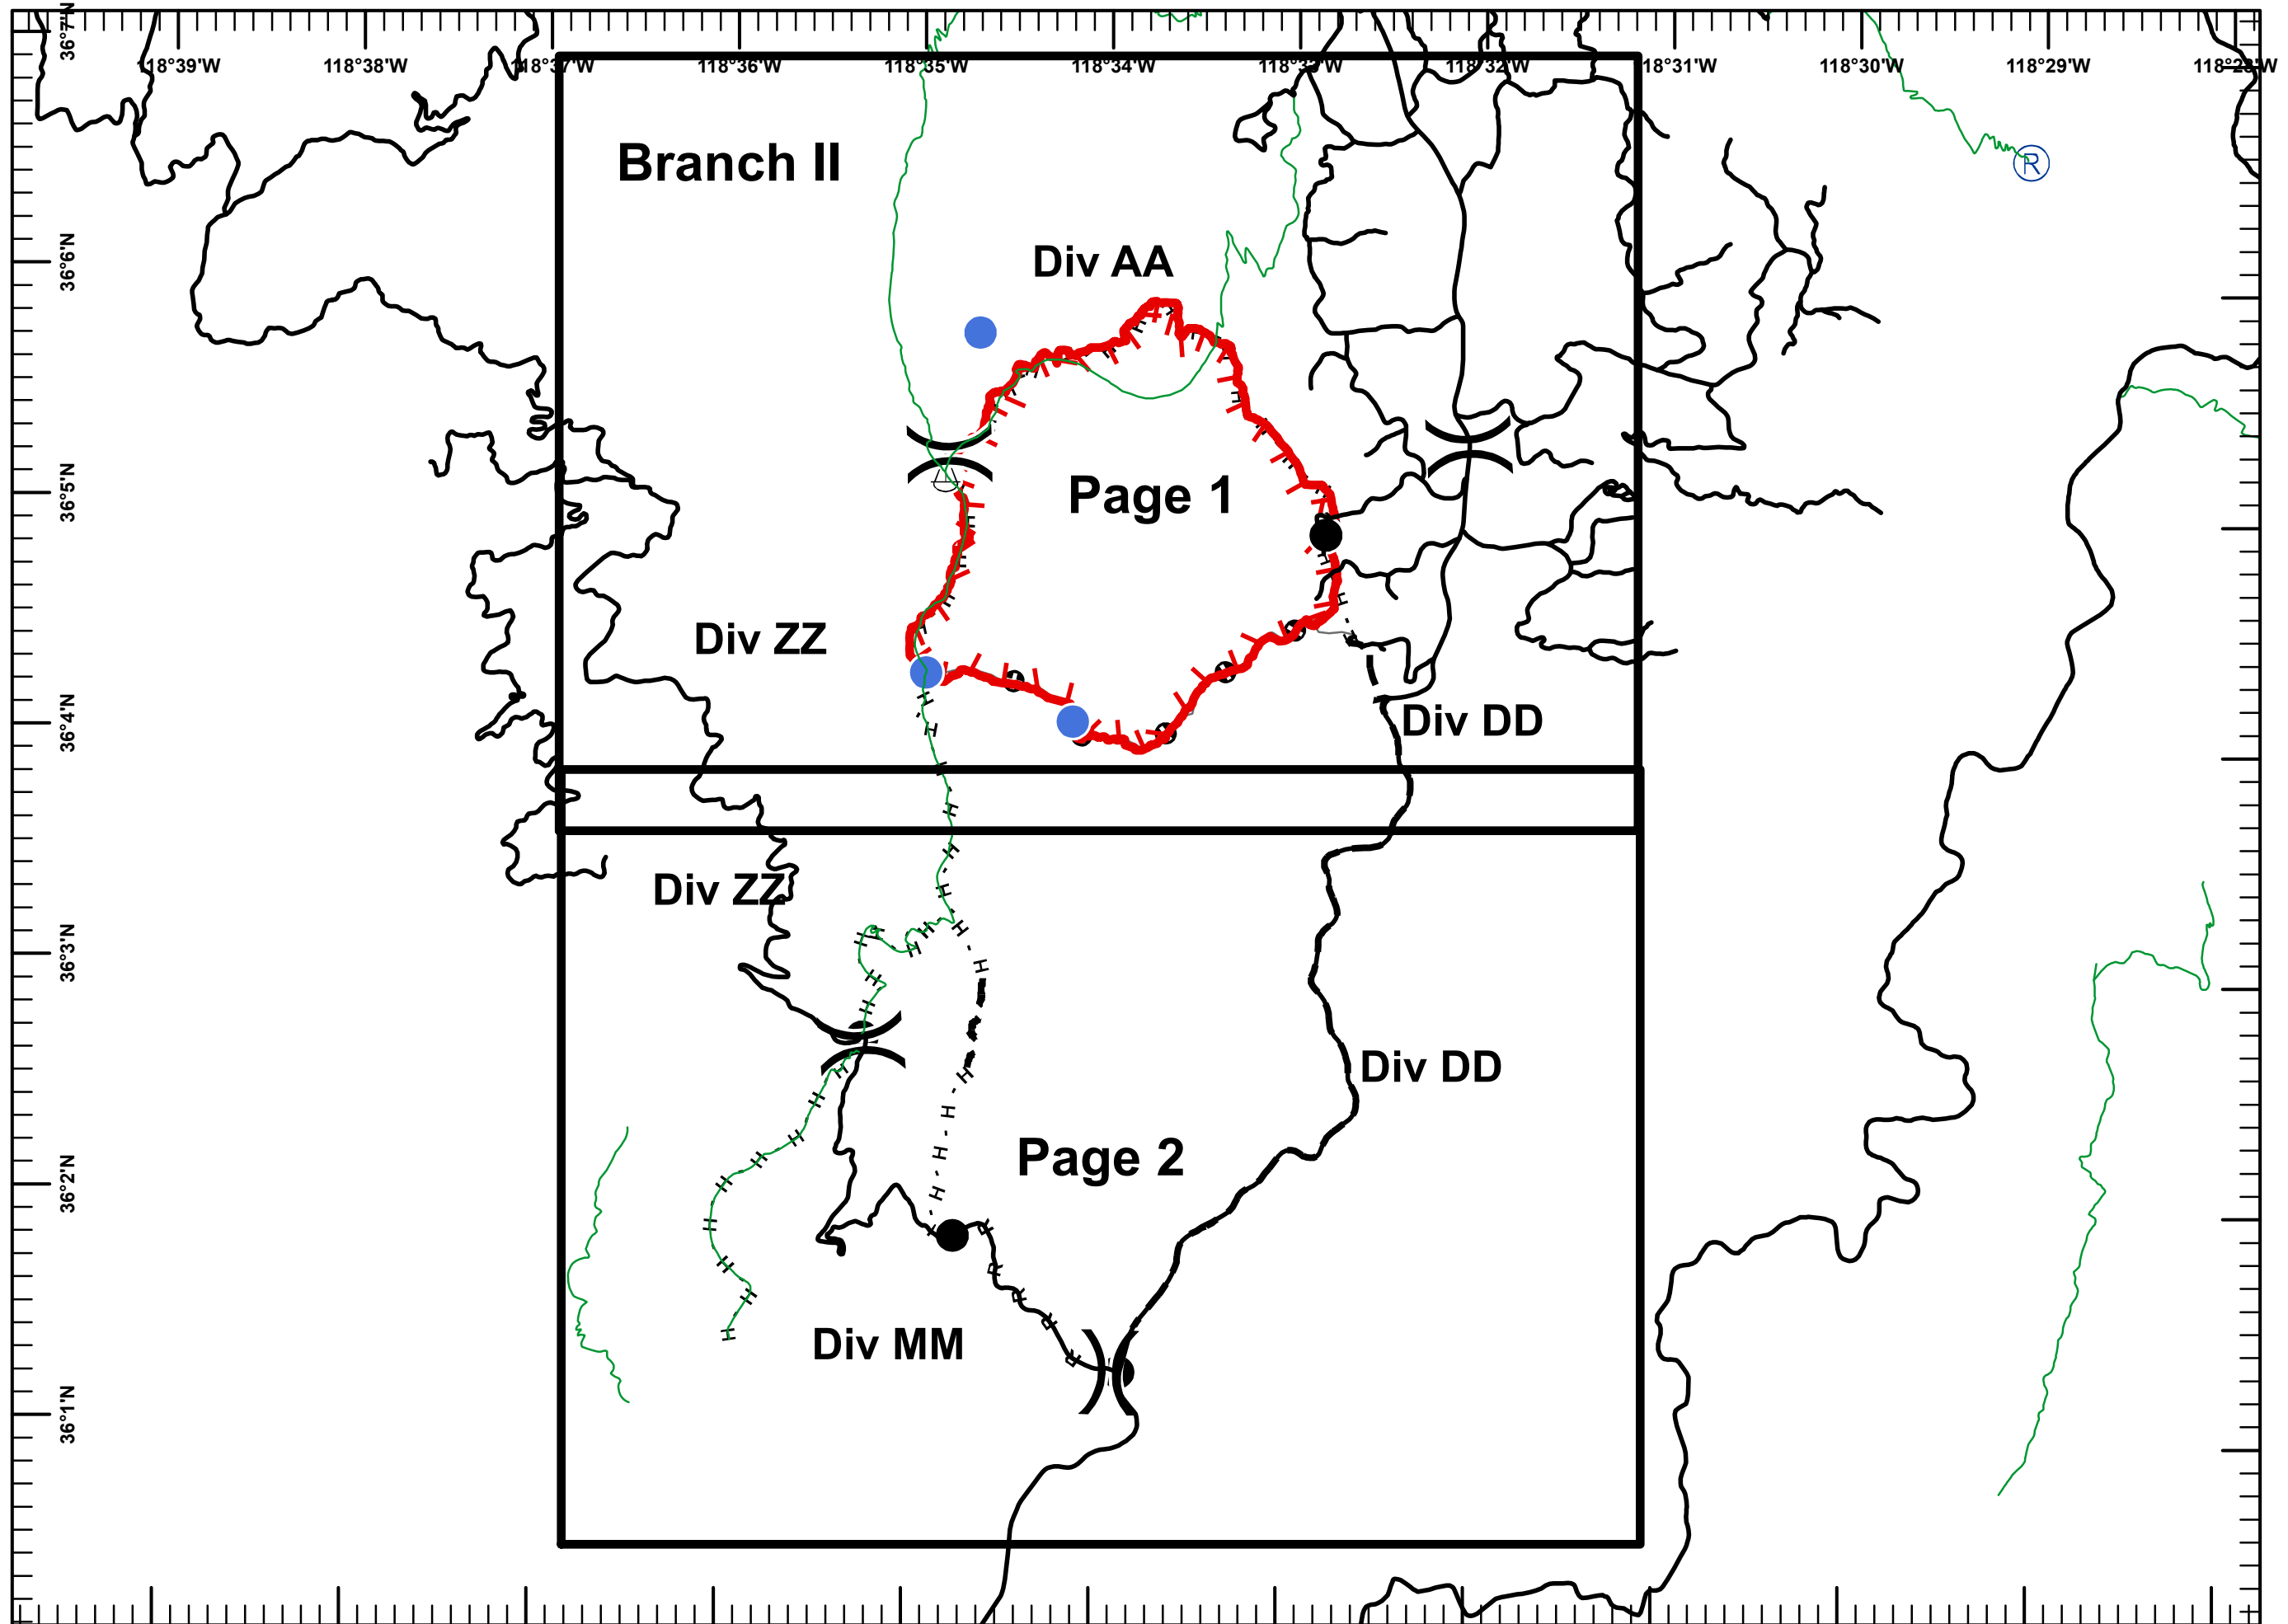 118°39'W 118°38'W 118°37'W 118°36'W 118°35'W 118°34'W 118°33'W 118°32'W 118°31'W 118°30'W 118°29'W 118°28'W
36°7'N
Branch II
R
36°6'N
Div AA
36°5'N
Page 1
Div ZZ
36°4'N
Div DD
Div ZZ
36°3'N
Div DD
Page 2
36°2'N
Div MM
36°1'N